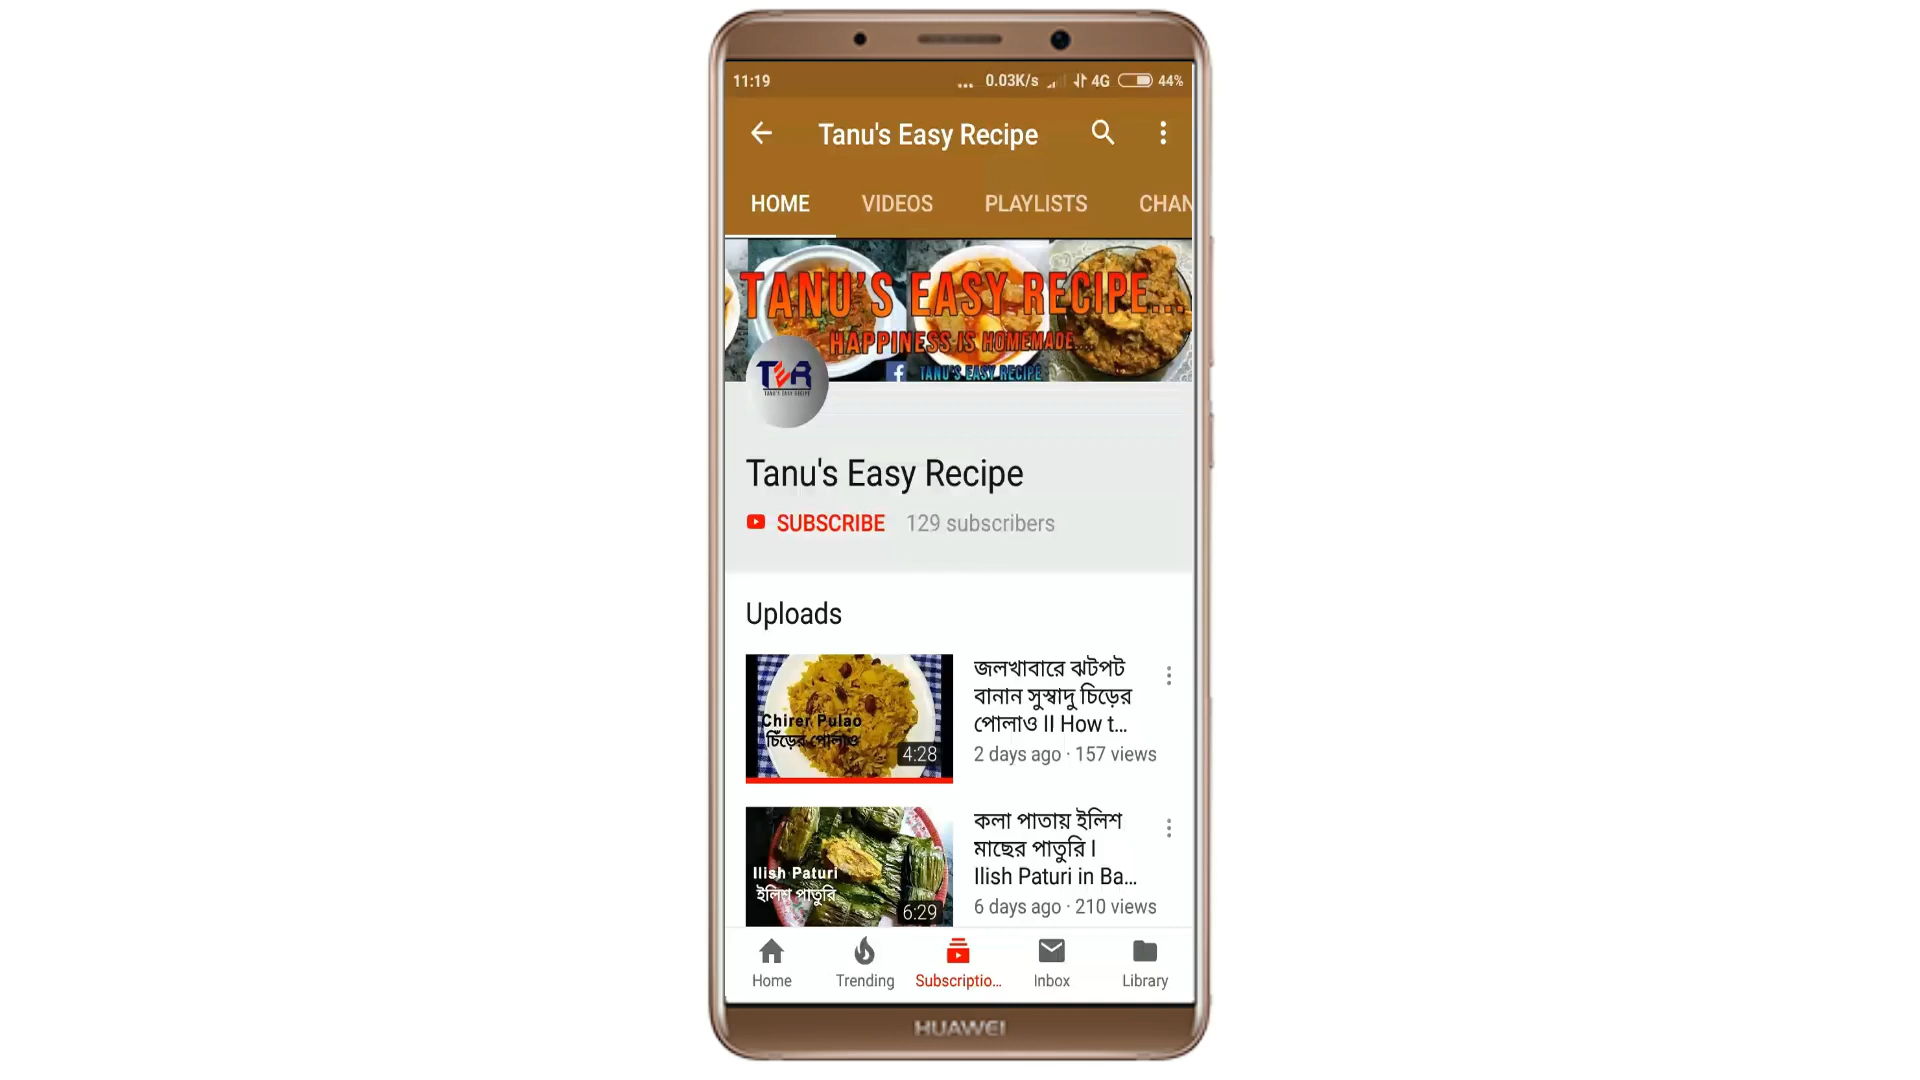 11:19 ... 0.03K/s 4G 44%
Tanu's Easy Recipe
HOME VIDEOS PLAYLISTS CHAN
TANU'S EASY RECIPE...
HAPPINESS IS HOMEMADE...
f TANU'S EASY RECIPE
TER
TANU'S EASY RECIPE
Tanu's Easy Recipe
SUBSCRIBE 129 subscribers
Uploads
Chirer Pulao
চিঁড়ের পোলাও
4:28
জলখাবারে ঝটপট
বানান সুস্বাদু চিড়ের
পোলাও II How t...
2 days ago · 157 views
Ilish Paturi
ইলিশ পাতুরি
6:29
কলা পাতায় ইলিশ
মাছের পাতুরি I
Ilish Paturi in Ba...
6 days ago · 210 views
Home Trending Subscriptio... Inbox Library
HUAWEI